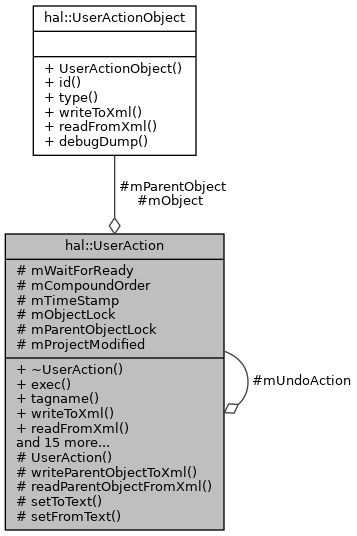 hal::UserActionObject
+ UserActionObject()
+ id()
+ type()
+ writeToXml()
+ readFromXml()
+ debugDump()
#mParentObject
#mObject
hal::UserAction
# mWaitForReady
# mCompoundOrder
# mTimeStamp
# mObjectLock
# mParentObjectLock
# mProjectModified
+ ~UserAction()
+ exec()
+ tagname()
+ writeToXml()
+ readFromXml()
and 15 more...
# UserAction()
# writeParentObjectToXml()
# readParentObjectFromXml()
# setToText()
# setFromText()
#mUndoAction